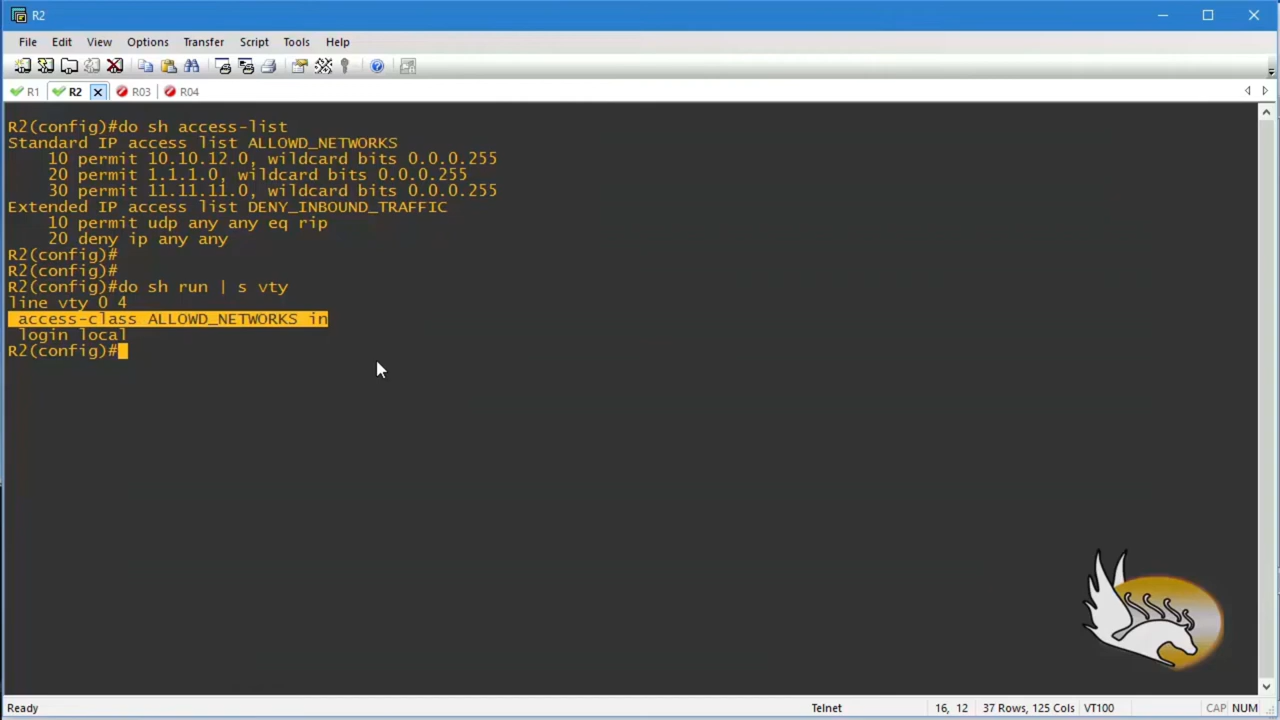 R2
File Edit View Options Transfer Script Tools Help
R1 R2 R03 R04
R2(config)#do sh access-list
Standard IP access list ALLOWD_NETWORKS
    10 permit 10.10.12.0, wildcard bits 0.0.0.255
    20 permit 1.1.1.0, wildcard bits 0.0.0.255
    30 permit 11.11.11.0, wildcard bits 0.0.0.255
Extended IP access list DENY_INBOUND_TRAFFIC
    10 permit udp any any eq rip
    20 deny ip any any
R2(config)#
R2(config)#
R2(config)#do sh run | s vty
line vty 0 4
 access-class ALLOWD_NETWORKS in
 login local
R2(config)#
Ready Telnet 16, 12 37 Rows, 125 Cols VT100 CAP NUM